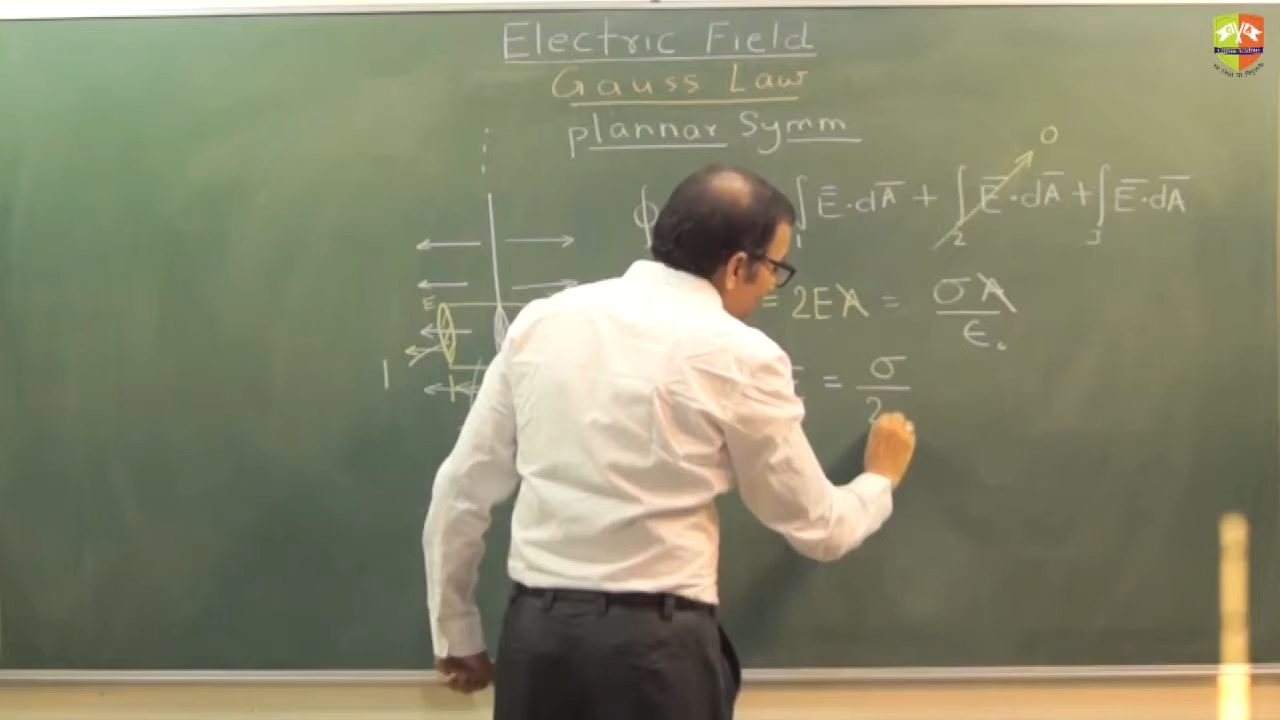 Electric Field
Gauss Law
plannar Symm
ϕ ∫₁ E̅·dA̅ + ∫₂ E̅·dA̅ + ∫₃ E̅·dA̅
0
= 2EA = σA/ϵ₀
E
1
= σ/2